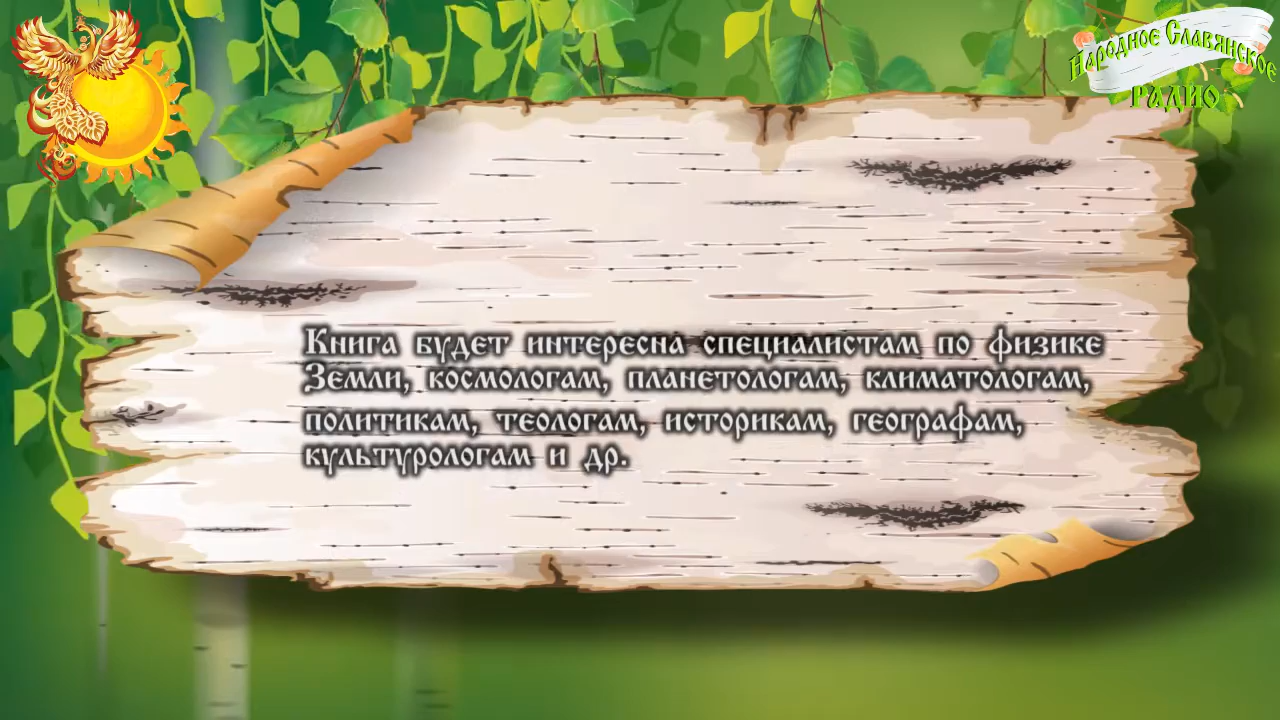 Народное Славянское
РАДИО
Книга будет интересна специалистам по физике
Земли, космологам, планетологам, климатологам,
политикам, теологам, историкам, географам,
культурологам и др.